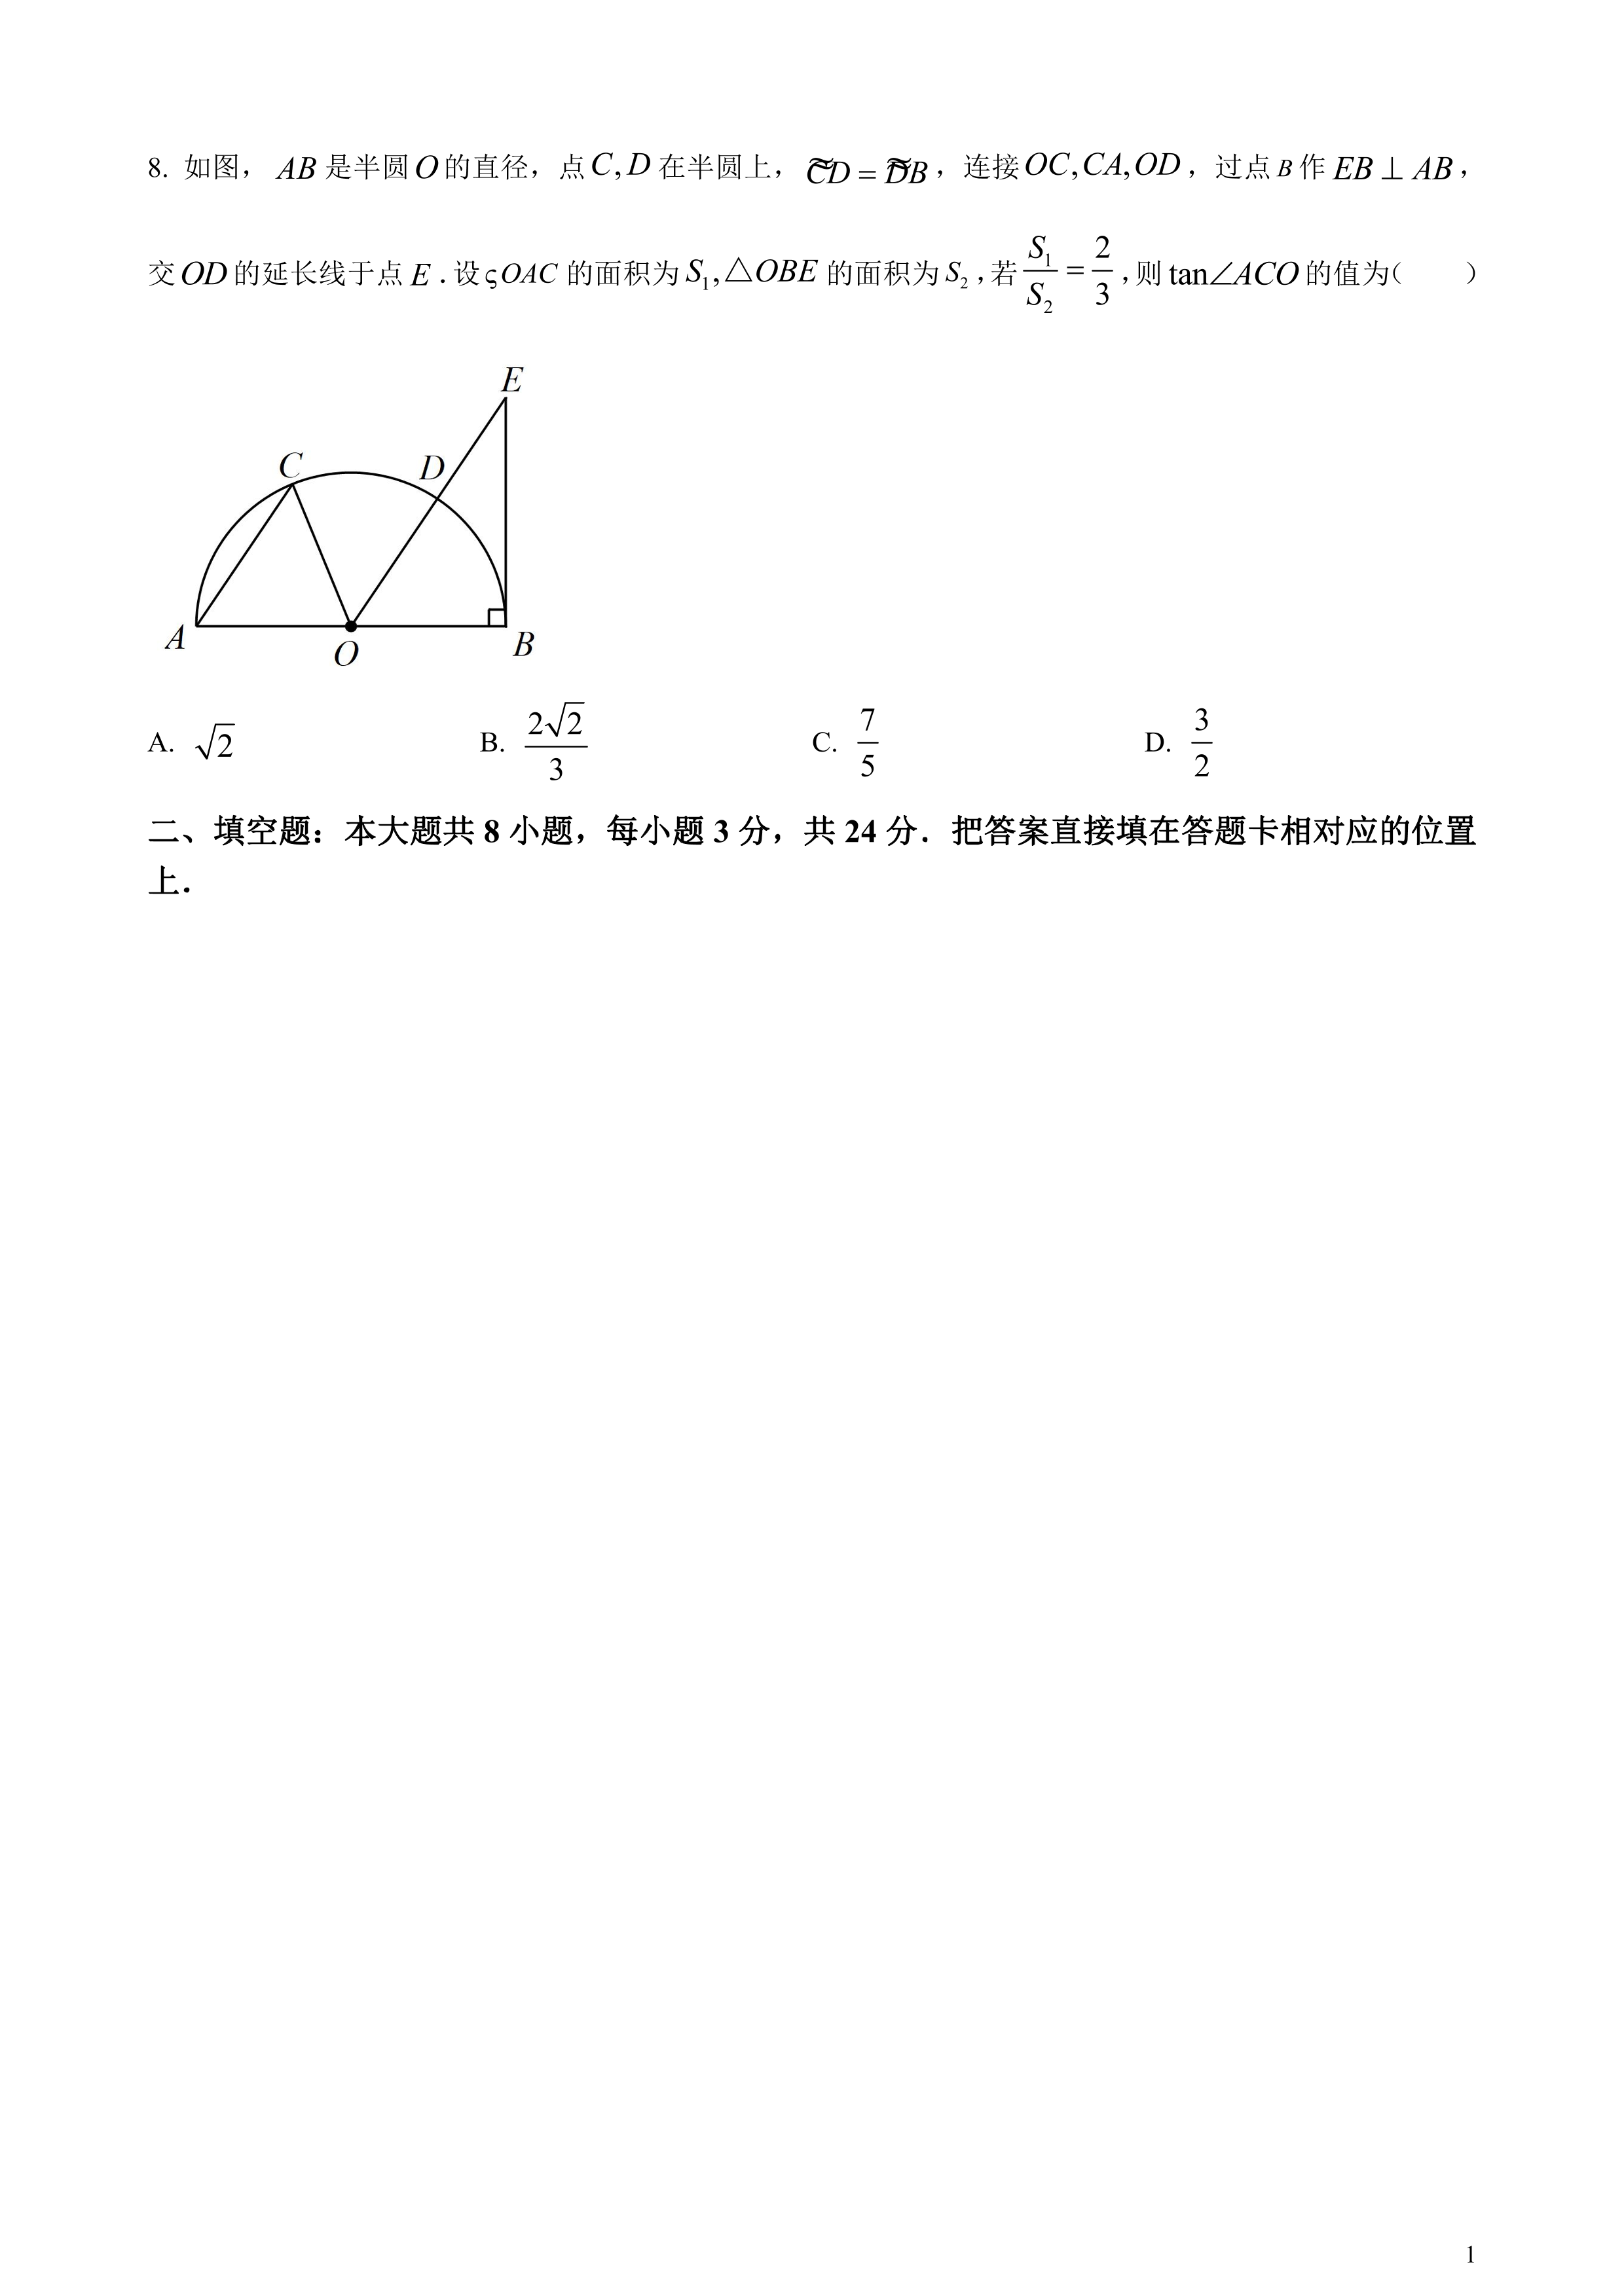 8. 如图， AB 是半圆 O 的直径，点 C, D 在半圆上， CD = DB ，连接 OC, CA, OD ，过点 B 作 EB ⊥ AB ，
交 OD 的延长线于点 E . 设 ςOAC 的面积为 S₁, △OBE 的面积为 S₂ , 若 S₁/S₂ = 2/3 , 则 tan∠ACO 的值为（ ）
E
C
D
A
O
B
A. √2 B. 2√2/3 C. 7/5 D. 3/2
二、填空题：本大题共 8 小题，每小题 3 分，共 24 分．把答案直接填在答题卡相对应的位置
上．
1